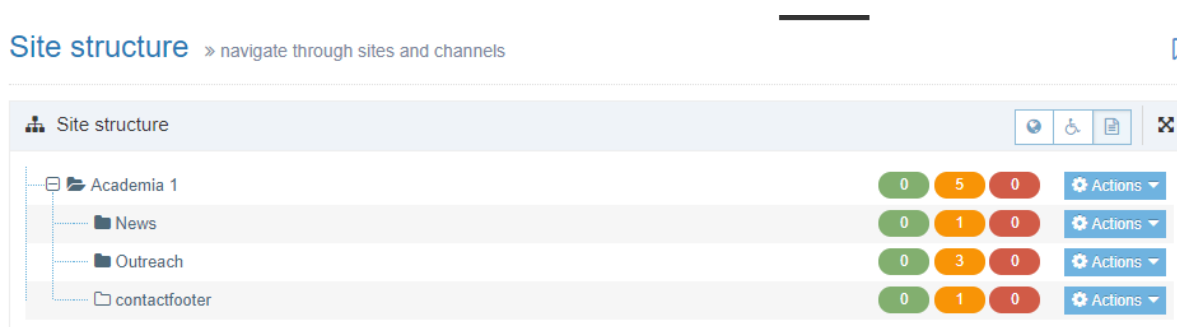 Site structure » navigate through sites and channels
Site structure
Academia 1 0 5 0 Actions
News 0 1 0 Actions
Outreach 0 3 0 Actions
contactfooter 0 1 0 Actions